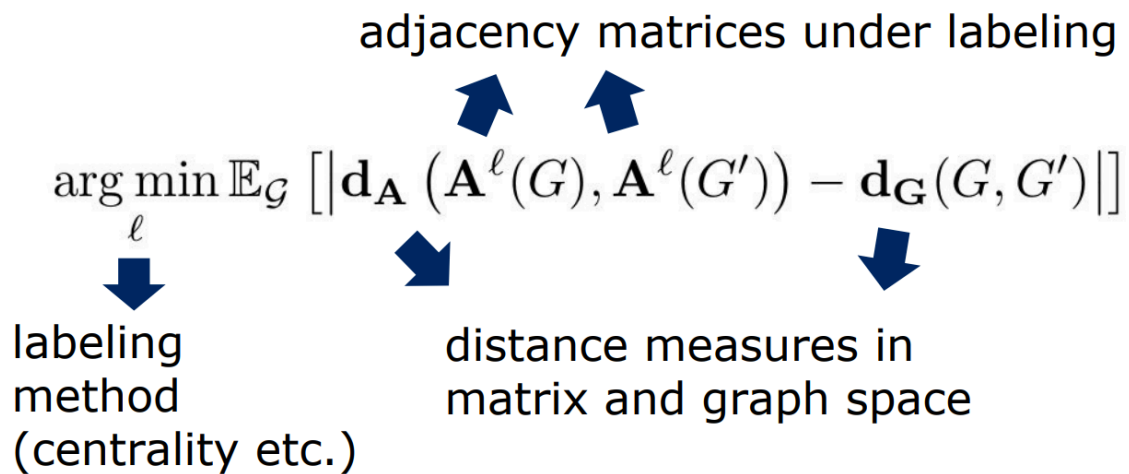 adjacency matrices under labeling
arg min 𝔼_𝒢 [|d_A (A^ℓ(G), A^ℓ(G′)) − d_G(G, G′)|]
ℓ
labeling
method
(centrality etc.)
distance measures in
matrix and graph space